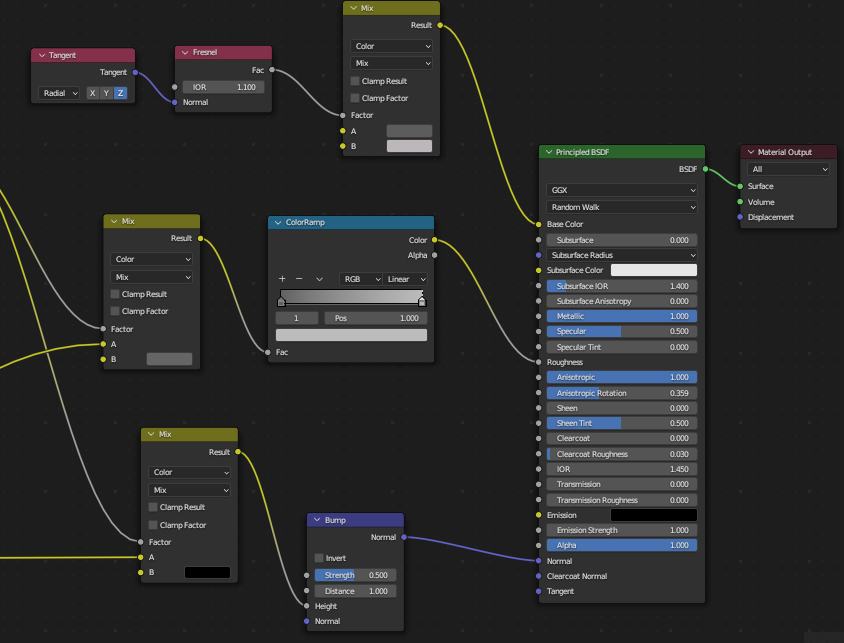 Mix
Result
Color
Mix
Clamp Result
Clamp Factor
Factor
A
B
Tangent
Tangent
Radial X Y Z
Fresnel
Fac
IOR 1.100
Normal
Mix
Result
Color
Mix
Clamp Result
Clamp Factor
Factor
A
B
ColorRamp
Color
Alpha
+ − RGB Linear
1 Pos 1.000
Fac
Mix
Result
Color
Mix
Clamp Result
Clamp Factor
Factor
A
B
Bump
Normal
Invert
Strength 0.500
Distance 1.000
Height
Normal
Principled BSDF
BSDF
GGX
Random Walk
Base Color
Subsurface 0.000
Subsurface Radius
Subsurface Color
Subsurface IOR 1.400
Subsurface Anisotropy 0.000
Metallic 1.000
Specular 0.500
Specular Tint 0.000
Roughness
Anisotropic 1.000
Anisotropic Rotation 0.359
Sheen 0.000
Sheen Tint 0.500
Clearcoat 0.000
Clearcoat Roughness 0.030
IOR 1.450
Transmission 0.000
Transmission Roughness 0.000
Emission
Emission Strength 1.000
Alpha 1.000
Normal
Clearcoat Normal
Tangent
Material Output
All
Surface
Volume
Displacement